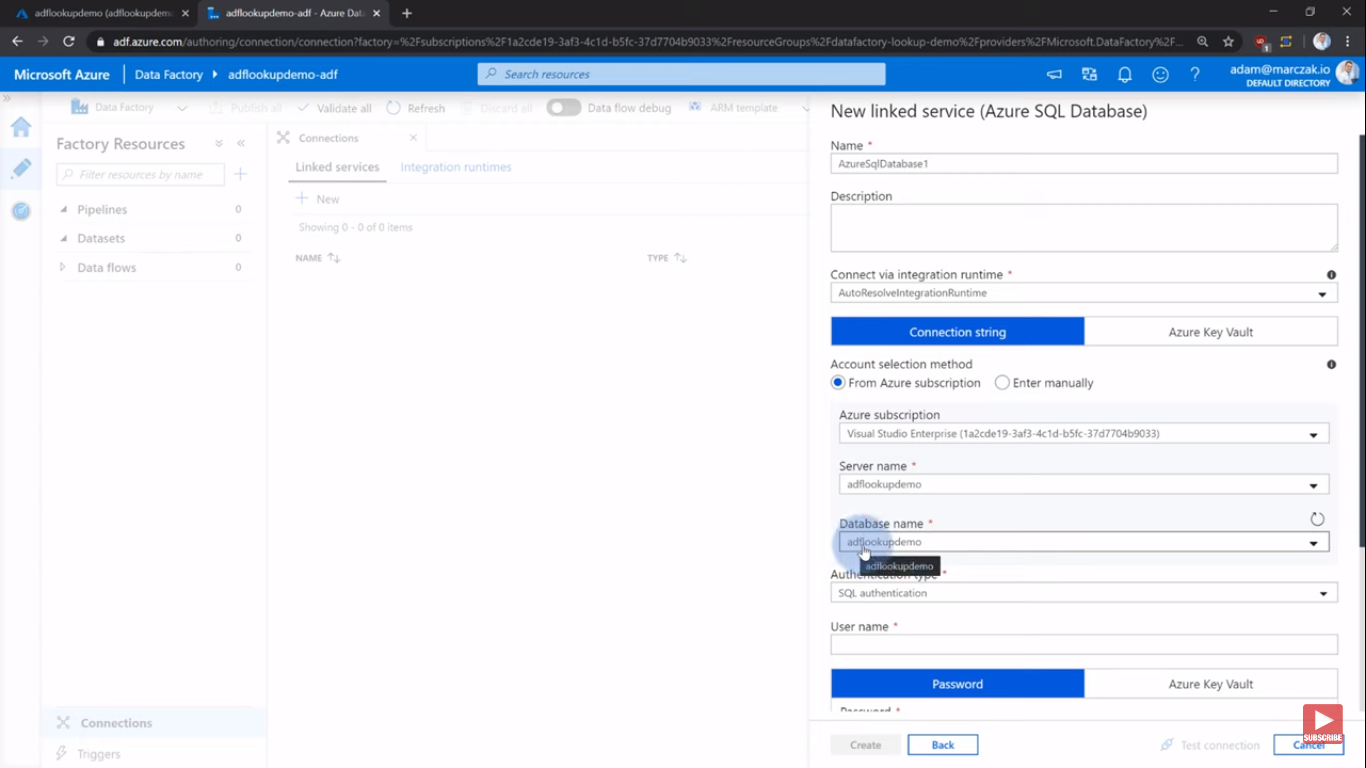 adflookupdemo (adflookupdemo
adflookupdemo-adf - Azure Dat
adf.azure.com/authoring/connection/connection?factory=%2Fsubscriptions%2F1a2cde19-3af3-4c1d-b5fc-37d7704b9033%2FresourceGroups%2Fdatafactory-lookup-demo%2Fproviders%2FMicrosoft.DataFactory%2F...
Microsoft Azure
Data Factory
adflookupdemo-adf
Search resources
adam@marczak.io
DEFAULT DIRECTORY
Data Factory
Publish all
Validate all
Refresh
Discard all
Data flow debug
ARM template
Factory Resources
Filter resources by name
Pipelines 0
Datasets 0
Data flows 0
Connections
Triggers
Connections
Linked services
Integration runtimes
New
Showing 0 - 0 of 0 items
NAME
TYPE
New linked service (Azure SQL Database)
Name *
AzureSqlDatabase1
Description
Connect via integration runtime *
AutoResolveIntegrationRuntime
Connection string
Azure Key Vault
Account selection method
From Azure subscription
Enter manually
Azure subscription
Visual Studio Enterprise (1a2cde19-3af3-4c1d-b5fc-37d7704b9033)
Server name *
adflookupdemo
Database name *
adflookupdemo
adflookupdemo
Authentication type *
SQL authentication
User name *
Password
Azure Key Vault
Password *
Create
Back
Test connection
Cancel
SUBSCRIBE